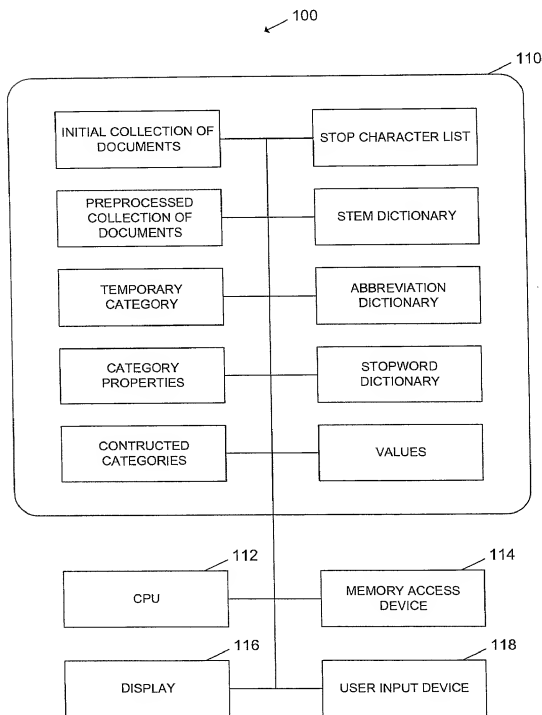 100
110
INITIAL COLLECTION OF
DOCUMENTS
STOP CHARACTER LIST
PREPROCESSED
COLLECTION OF
DOCUMENTS
STEM DICTIONARY
TEMPORARY
CATEGORY
ABBREVIATION
DICTIONARY
CATEGORY
PROPERTIES
STOPWORD
DICTIONARY
CONTRUCTED
CATEGORIES
VALUES
112
114
CPU
MEMORY ACCESS
DEVICE
116
118
DISPLAY
USER INPUT DEVICE